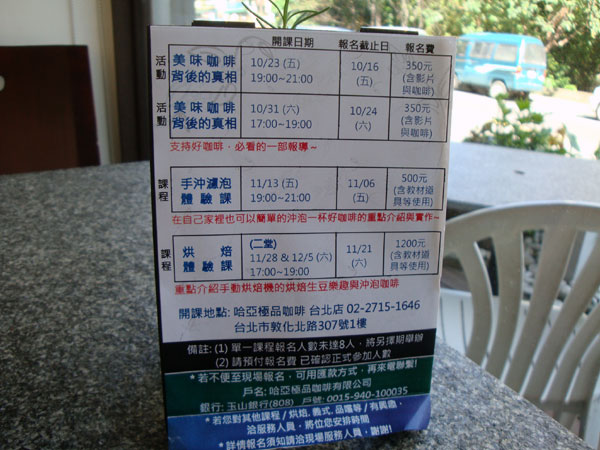 開課日期 報名截止日 報名費
活動 美味咖啡背後的真相 10/23 (五) 19:00~21:00 10/16 (五) 350元 (含影片與咖啡)
活動 美味咖啡背後的真相 10/31 (六) 17:00~19:00 10/24 (六) 350元 (含影片與咖啡)
支持好咖啡，必看的一部報導~
課程 手沖濾泡體驗課 11/13 (五) 19:00~21:00 11/06 (五) 500元 (含教材道具等使用)
在自己家裡也可以簡單的沖泡一杯好咖啡的重點介紹與實作~
課程 烘焙體驗課 (二堂) 11/28 & 12/5 (六) 17:00~19:00 11/21 (六) 1200元 (含教材道具等使用)
重點介紹手動烘焙機的烘焙生豆樂趣與沖泡咖啡
開課地點: 哈亞極品咖啡 台北店 02-2715-1646
台北市敦化北路307號1樓
備註: (1) 單一課程報名人數未達8人，將另擇期舉辦
(2) 請預付報名費 已確認正式參加人數
*若不便至現場報名，可用匯款方式，再來電聯繫!
戶名: 哈亞極品咖啡有限公司
銀行: 玉山銀行(808) 戶號: 0015-940-100035
*若您對其他課程 / 烘焙, 義式, 品嚐等 / 有興趣，
洽服務人員，將位您安排時間
*詳情報名須知請洽現場服務人員，謝謝!